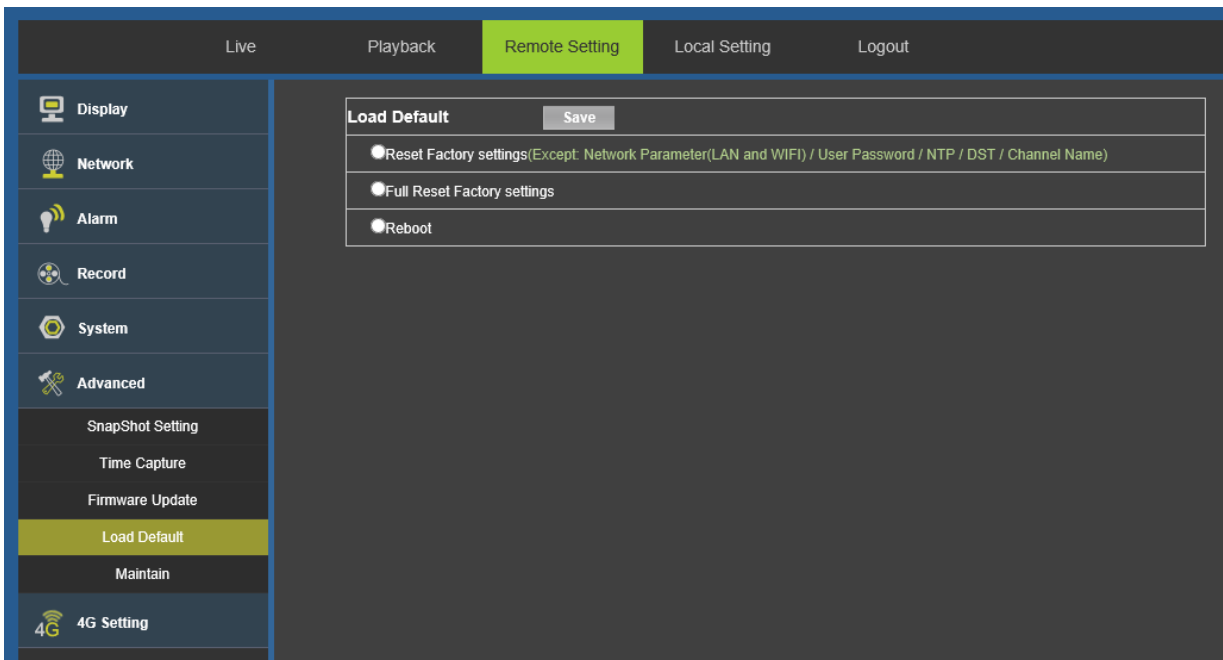 Live Playback Remote Setting Local Setting Logout
Display
Network
Alarm
Record
System
Advanced
SnapShot Setting
Time Capture
Firmware Update
Load Default
Maintain
4G 4G Setting
Load Default Save
Reset Factory settings(Except: Network Parameter(LAN and WIFI) / User Password / NTP / DST / Channel Name)
Full Reset Factory settings
Reboot